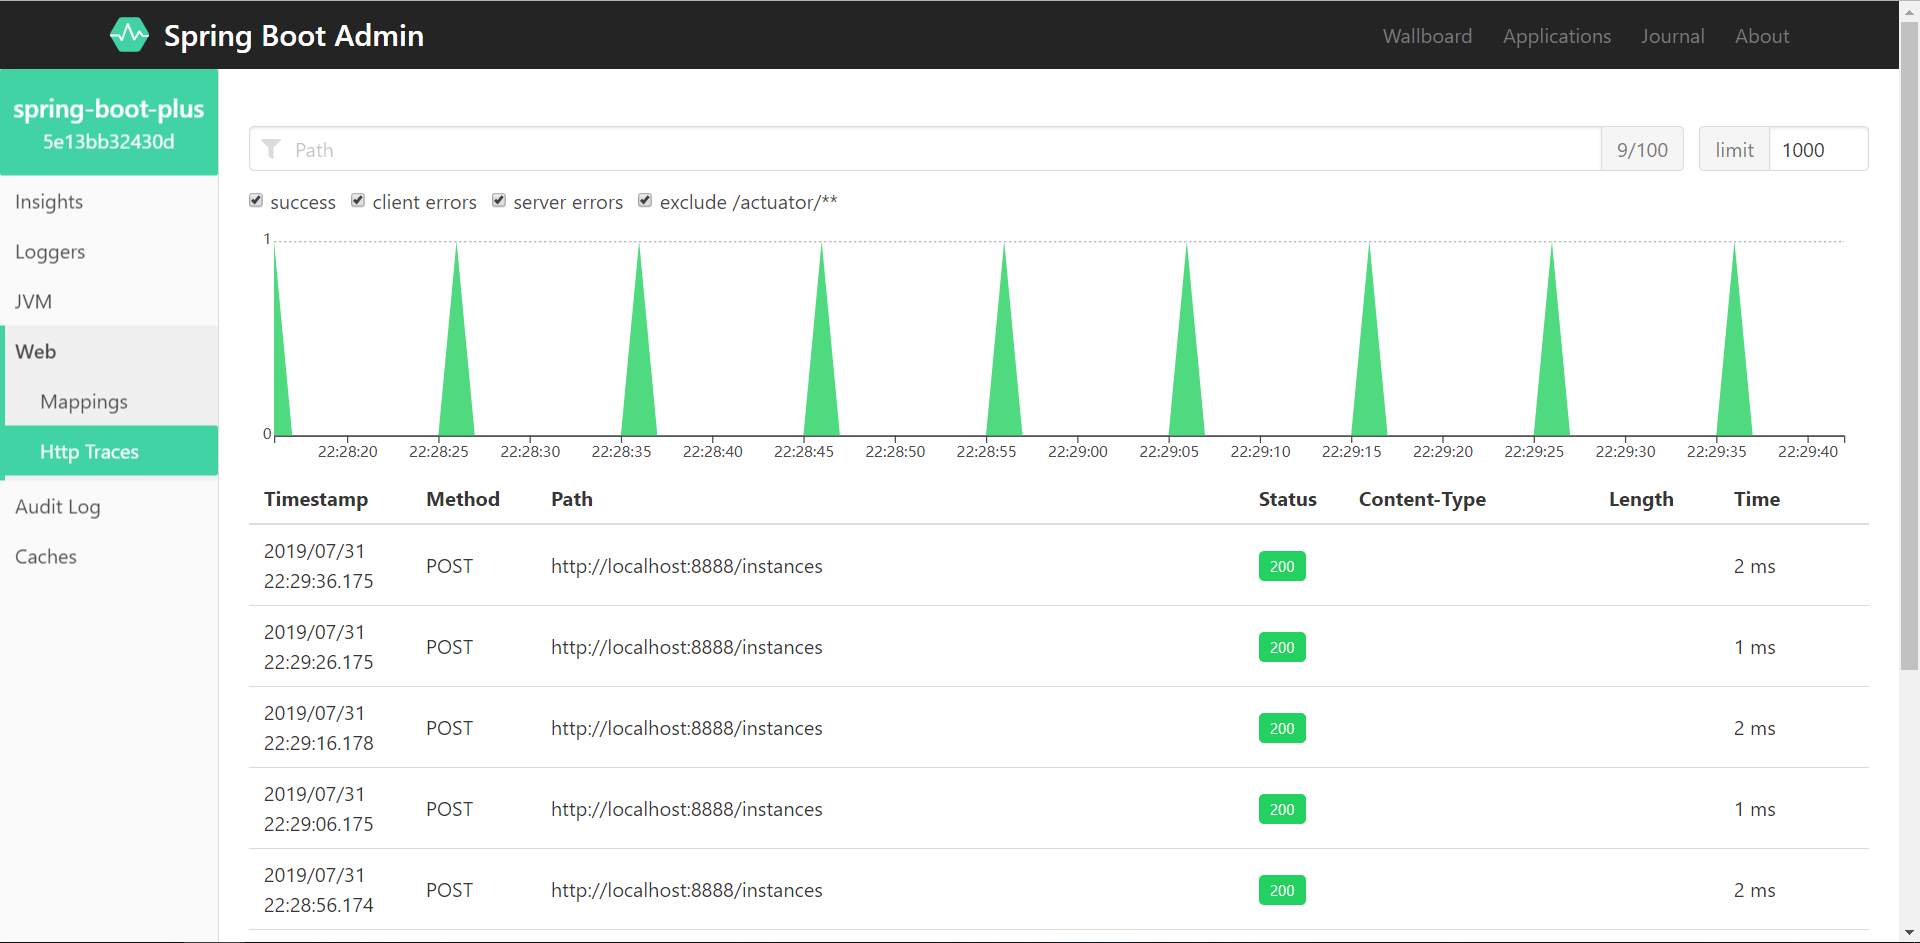 Spring Boot Admin
Wallboard Applications Journal About
spring-boot-plus
5e13bb32430d
Insights
Loggers
JVM
Web
Mappings
Http Traces
Audit Log
Caches
Path 9/100 limit 1000
success client errors server errors exclude /actuator/**
1
0
22:28:20 22:28:25 22:28:30 22:28:35 22:28:40 22:28:45 22:28:50 22:28:55 22:29:00 22:29:05 22:29:10 22:29:15 22:29:20 22:29:25 22:29:30 22:29:35 22:29:40
Timestamp Method Path Status Content-Type Length Time
2019/07/31
22:29:36.175 POST http://localhost:8888/instances 200 2 ms
2019/07/31
22:29:26.175 POST http://localhost:8888/instances 200 1 ms
2019/07/31
22:29:16.178 POST http://localhost:8888/instances 200 2 ms
2019/07/31
22:29:06.175 POST http://localhost:8888/instances 200 1 ms
2019/07/31
22:28:56.174 POST http://localhost:8888/instances 200 2 ms